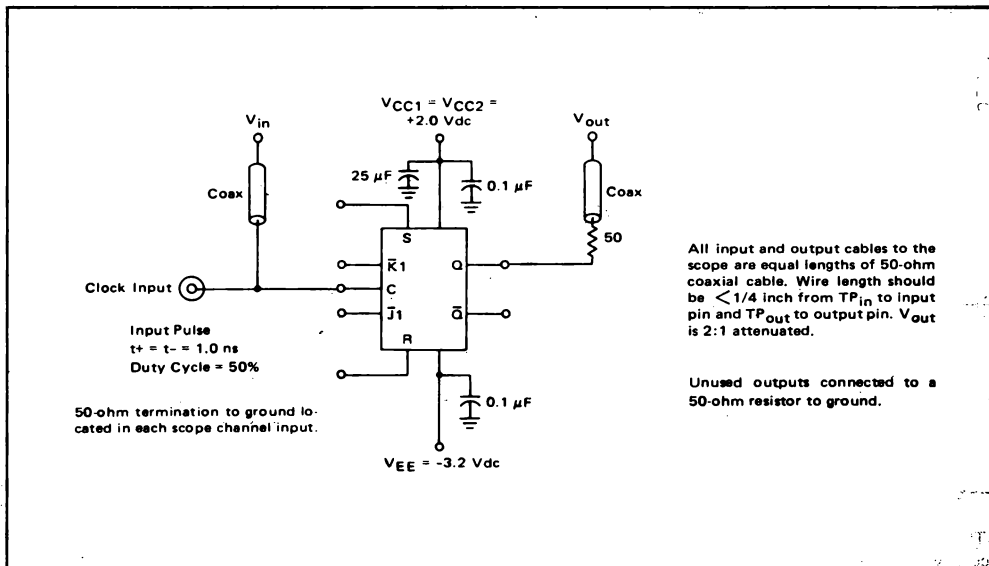 VCC1 = VCC2 =
+2.0 Vdc
Vin
Vout
25 µF
0.1 µF
Coax
Coax
50
S
K̅1
Q
Clock Input
C
J̅1
Q̅
R
Input Pulse
t+ = t– = 1.0 ns
Duty Cycle = 50%
0.1 µF
50-ohm termination to ground lo-
cated in each scope channel input.
VEE = -3.2 Vdc
All input and output cables to the
scope are equal lengths of 50-ohm
coaxial cable. Wire length should
be < 1/4 inch from TPin to input
pin and TPout to output pin. Vout
is 2:1 attenuated.
Unused outputs connected to a
50-ohm resistor to ground.